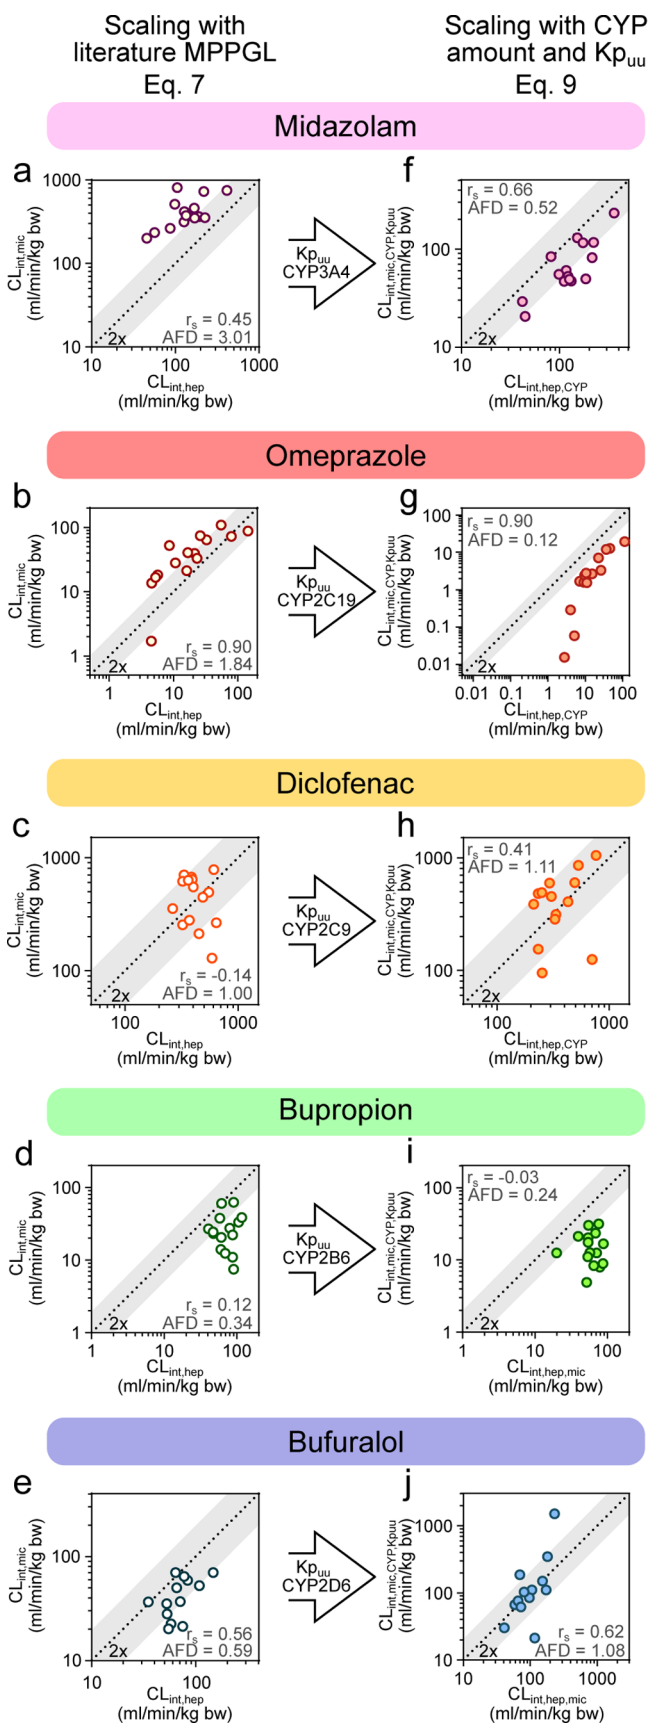 Scaling with
literature MPPGL
Eq. 7
Scaling with CYP
amount and Kpuu
Eq. 9
Midazolam
a
1000
100
10
CLint,mic
(ml/min/kg bw)
2x
rs = 0.45
AFD = 3.01
10 100 1000
CLint,hep
(ml/min/kg bw)
Kpuu
CYP3A4
f
rs = 0.66
AFD = 0.52
100
10
CLint,mic,CYP,Kpuu
(ml/min/kg bw)
2x
10 100
CLint,hep,CYP
(ml/min/kg bw)
Omeprazole
b
100
10
1
CLint,mic
(ml/min/kg bw)
2x
rs = 0.90
AFD = 1.84
1 10 100
CLint,hep
(ml/min/kg bw)
Kpuu
CYP2C19
g
rs = 0.90
AFD = 0.12
100
10
1
0.1
0.01
CLint,mic,CYP,Kpuu
(ml/min/kg bw)
2x
0.01 0.1 1 10 100
CLint,hep,CYP
(ml/min/kg bw)
Diclofenac
c
1000
100
CLint,mic
(ml/min/kg bw)
rs = -0.14
AFD = 1.00
2x
100 1000
CLint,hep
(ml/min/kg bw)
Kpuu
CYP2C9
h
rs = 0.41
AFD = 1.11
1000
100
CLint,mic,CYP,Kpuu
(ml/min/kg bw)
2x
100 1000
CLint,hep,CYP
(ml/min/kg bw)
Bupropion
d
100
10
1
CLint,mic
(ml/min/kg bw)
2x
rs = 0.12
AFD = 0.34
1 10 100
CLint,hep
(ml/min/kg bw)
Kpuu
CYP2B6
i
rs = -0.03
AFD = 0.24
100
10
1
CLint,mic,CYP,Kpuu
(ml/min/kg bw)
2x
1 10 100
CLint,hep,mic
(ml/min/kg bw)
Bufuralol
e
100
10
CLint,mic
(ml/min/kg bw)
2x
rs = 0.56
AFD = 0.59
10 100
CLint,hep
(ml/min/kg bw)
Kpuu
CYP2D6
j
1000
100
10
CLint,mic,CYP,Kpuu
(ml/min/kg bw)
2x
rs = 0.62
AFD = 1.08
10 100 1000
CLint,hep,mic
(ml/min/kg bw)